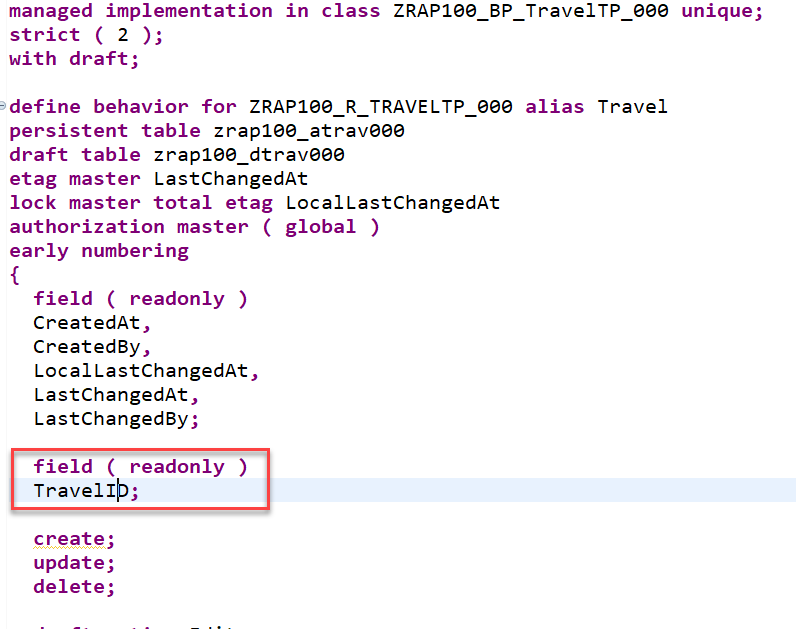 managed implementation in class ZRAP100_BP_TravelTP_000 unique;
strict ( 2 );
with draft;
define behavior for ZRAP100_R_TRAVELTP_000 alias Travel
persistent table zrap100_atrav000
draft table zrap100_dtrav000
etag master LastChangedAt
lock master total etag LocalLastChangedAt
authorization master ( global )
early numbering
{
field ( readonly )
CreatedAt,
CreatedBy,
LocalLastChangedAt,
LastChangedAt,
LastChangedBy;
field ( readonly )
TravelID;
create;
update;
delete;